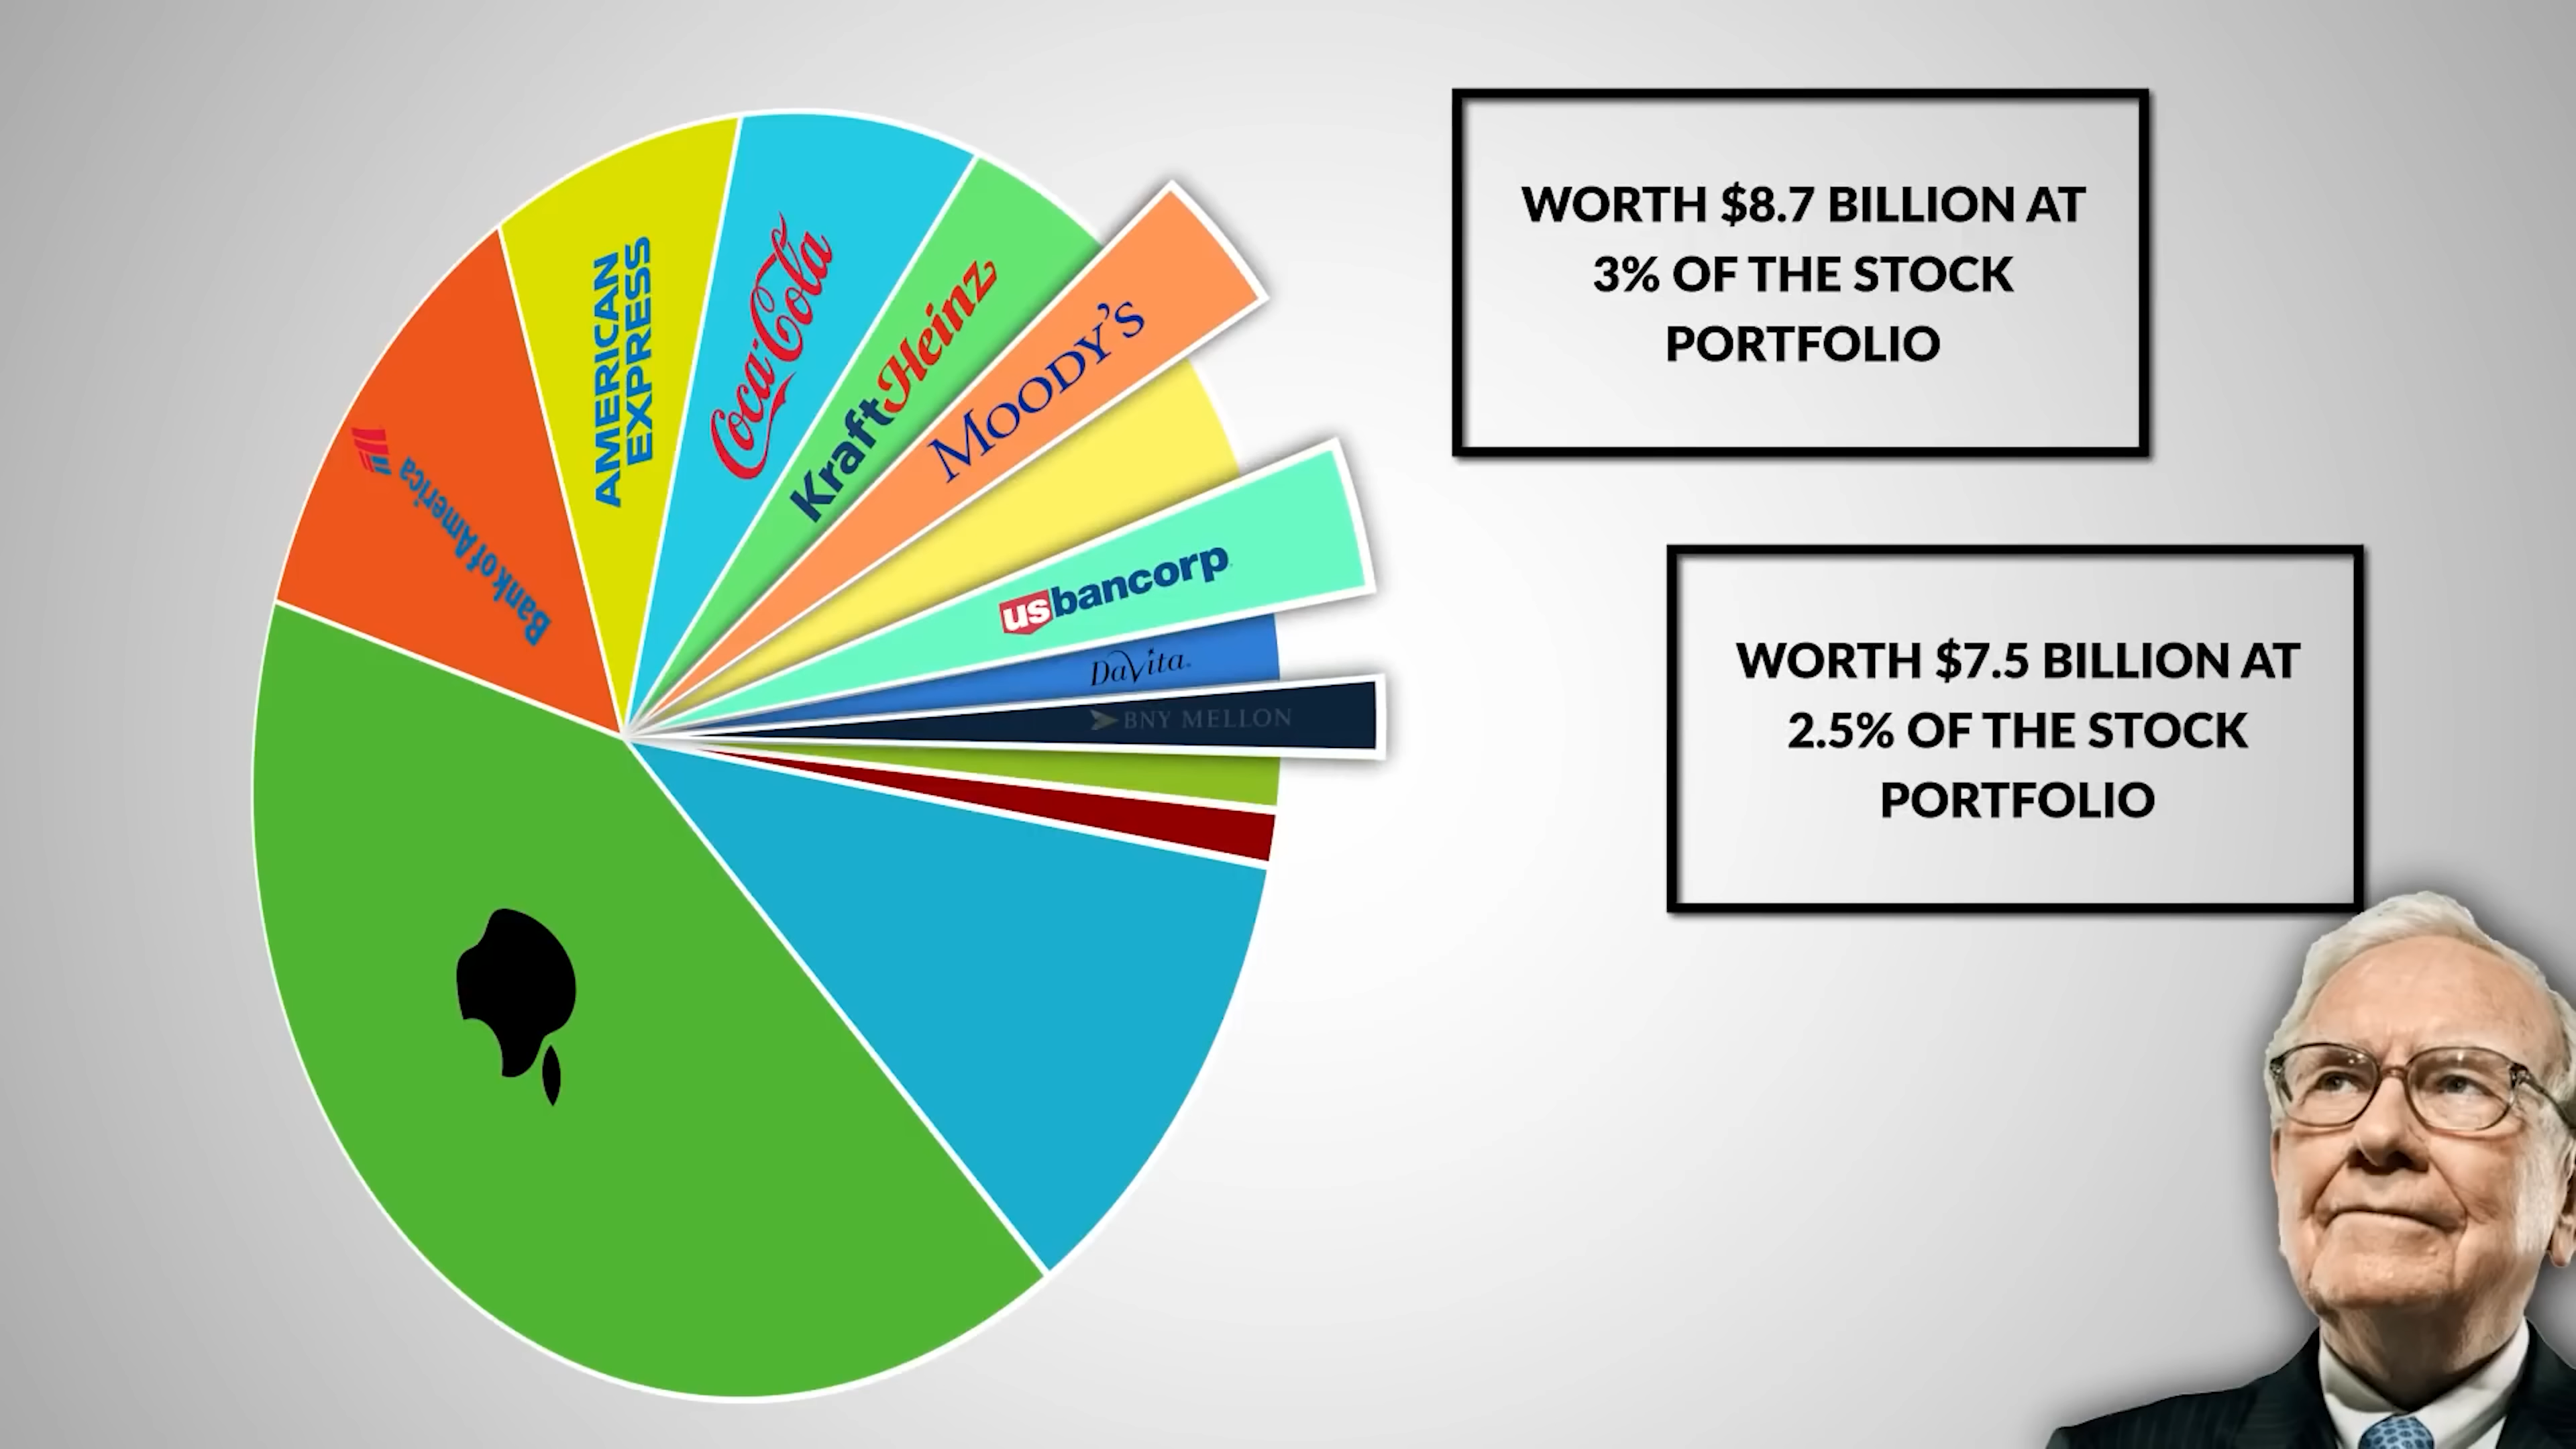 Bank of America
AMERICAN
EXPRESS
Coca-Cola
KraftHeinz
MOODY'S
usbancorp
DaVita
BNY MELLON
WORTH $8.7 BILLION AT
3% OF THE STOCK
PORTFOLIO
WORTH $7.5 BILLION AT
2.5% OF THE STOCK
PORTFOLIO